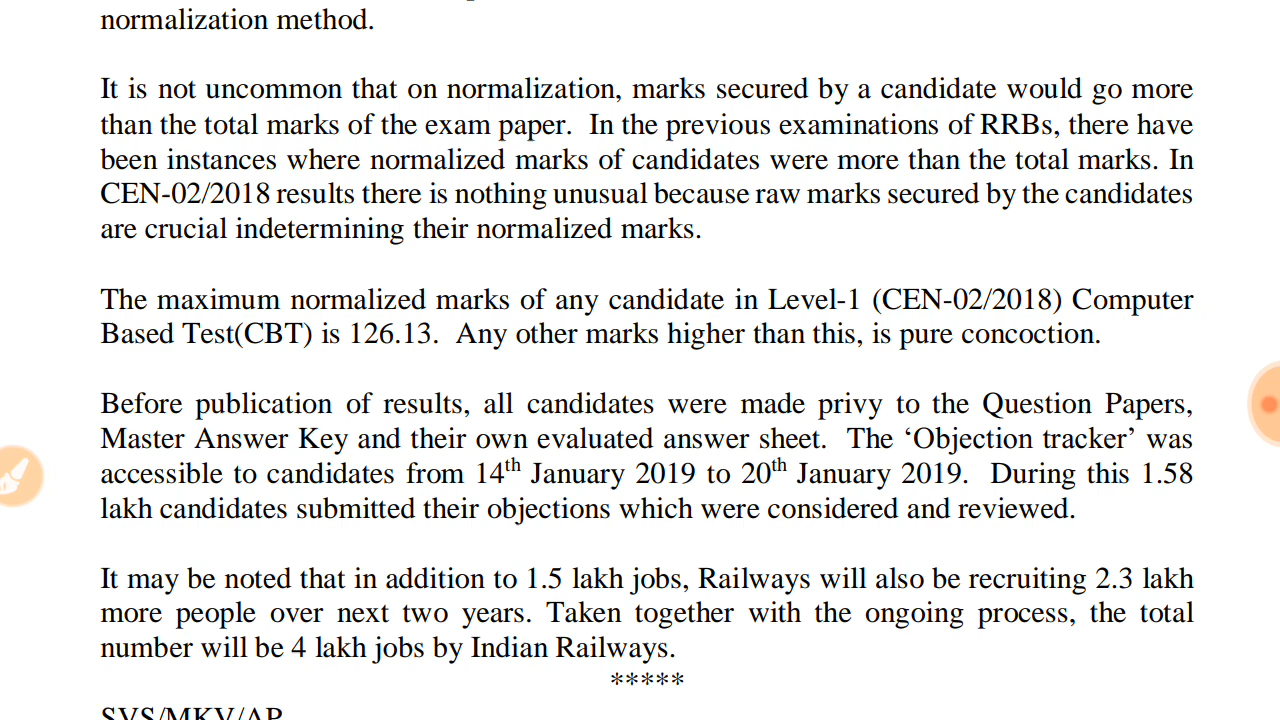 normalization method.
It is not uncommon that on normalization, marks secured by a candidate would go more
than the total marks of the exam paper.  In the previous examinations of RRBs, there have
been instances where normalized marks of candidates were more than the total marks. In
CEN-02/2018 results there is nothing unusual because raw marks secured by the candidates
are crucial indetermining their normalized marks.
The maximum normalized marks of any candidate in Level-1 (CEN-02/2018) Computer
Based Test(CBT) is 126.13.  Any other marks higher than this, is pure concoction.
Before publication of results, all candidates were made privy to the Question Papers,
Master Answer Key and their own evaluated answer sheet.  The ‘Objection tracker’ was
accessible to candidates from 14th January 2019 to 20th January 2019.  During this 1.58
lakh candidates submitted their objections which were considered and reviewed.
It may be noted that in addition to 1.5 lakh jobs, Railways will also be recruiting 2.3 lakh
more people over next two years. Taken together with the ongoing process, the total
number will be 4 lakh jobs by Indian Railways.
*****
SVS/MKV/AP